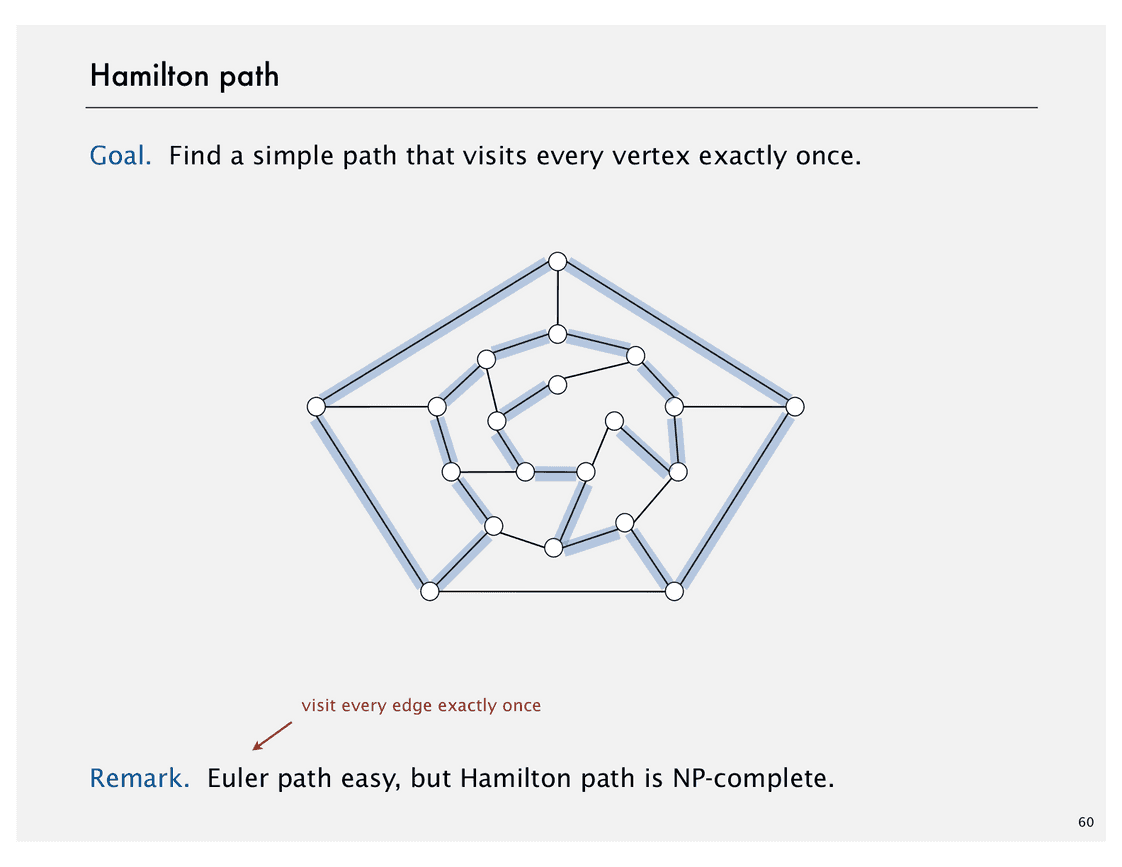 Hamilton path
Goal. Find a simple path that visits every vertex exactly once.
visit every edge exactly once
Remark. Euler path easy, but Hamilton path is NP-complete.
60